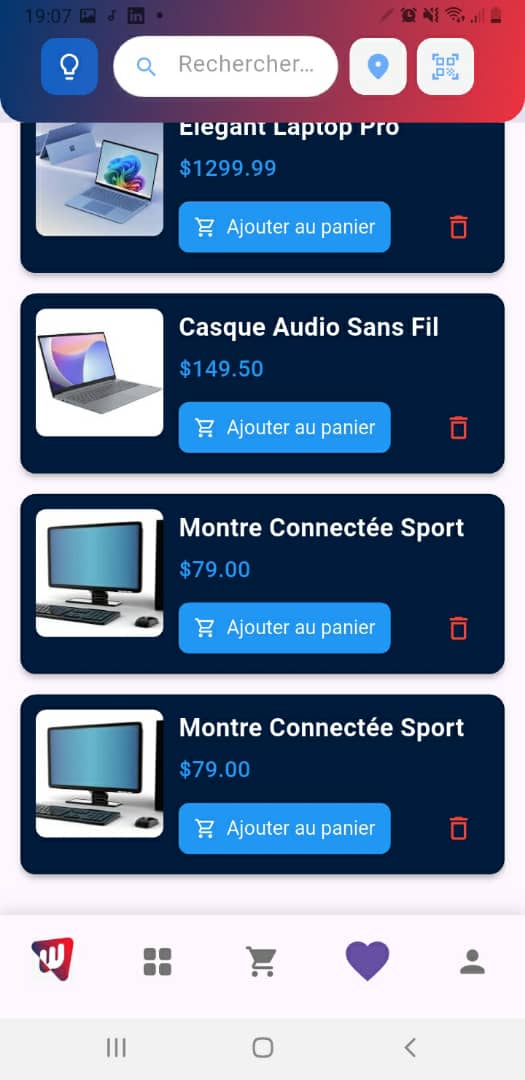 19:07
Rechercher...
Elegant Laptop Pro
$1299.99
Ajouter au panier
Casque Audio Sans Fil
$149.50
Ajouter au panier
Montre Connectée Sport
$79.00
Ajouter au panier
Montre Connectée Sport
$79.00
Ajouter au panier